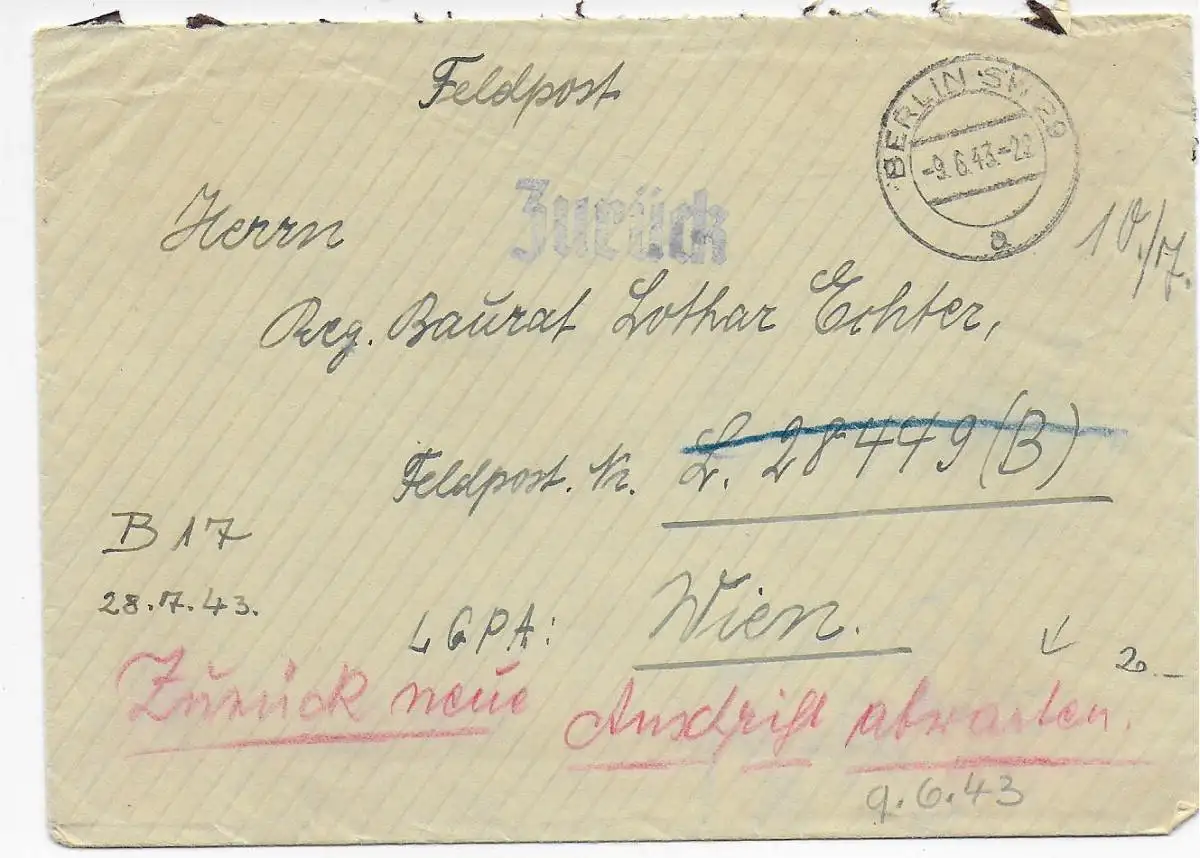 Feldpost
BERLIN SW 29
-9.6.43.-22
a
Zurück
Herrn
10./7.
Reg. Baurat Lothar Echter,
Feldpost. Nr. L. 28449 (B)
B 17
28.7.43.
LGPA: Wien.
20.-
Zurück neue Anschrift abwarten.
9.6.43